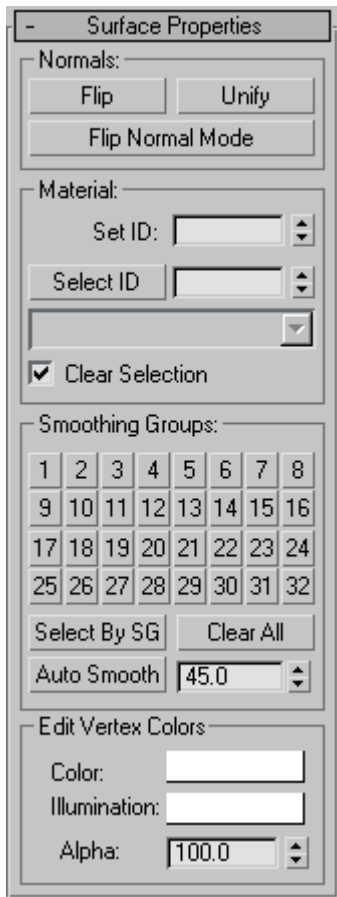 - Surface Properties
Normals:
Flip Unify
Flip Normal Mode
Material:
Set ID:
Select ID
Clear Selection
Smoothing Groups:
1 2 3 4 5 6 7 8
9 10 11 12 13 14 15 16
17 18 19 20 21 22 23 24
25 26 27 28 29 30 31 32
Select By SG Clear All
Auto Smooth 45.0
Edit Vertex Colors
Color:
Illumination:
Alpha: 100.0